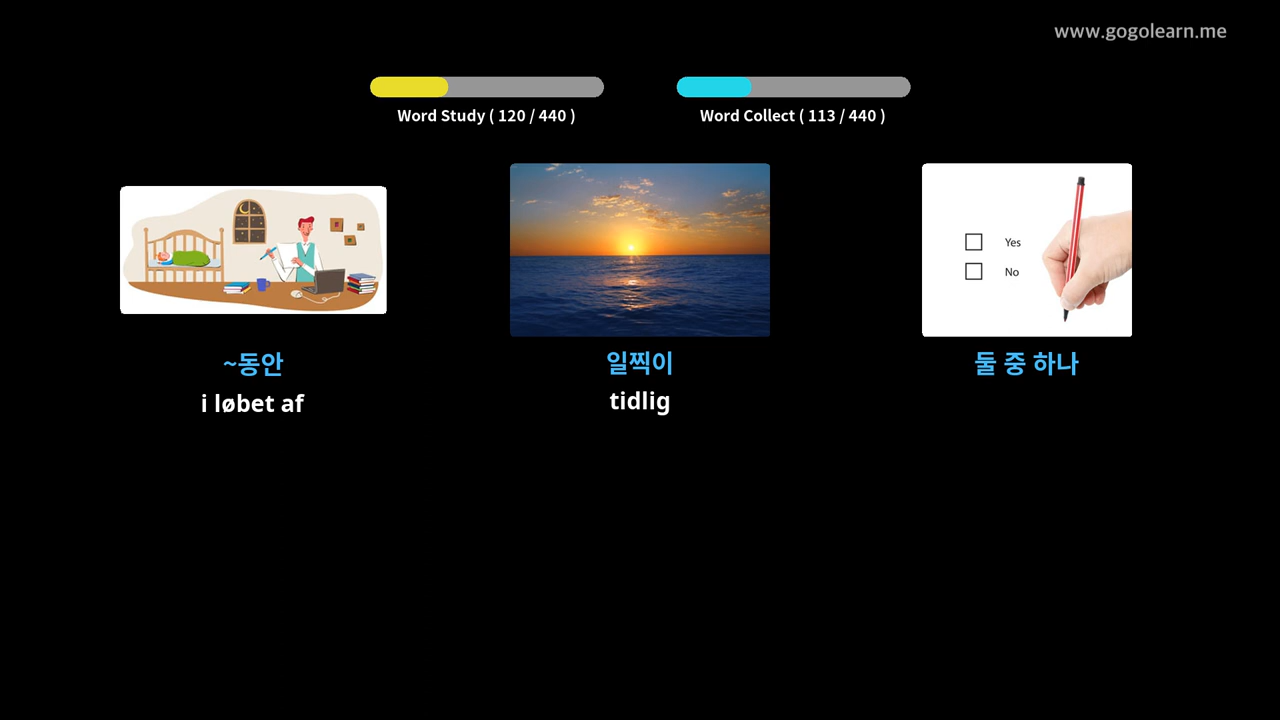 www.gogolearn.me
Word Study ( 120 / 440 )
Word Collect ( 113 / 440 )
Yes
No
~동안
일찍이
둘 중 하나
i løbet af
tidlig